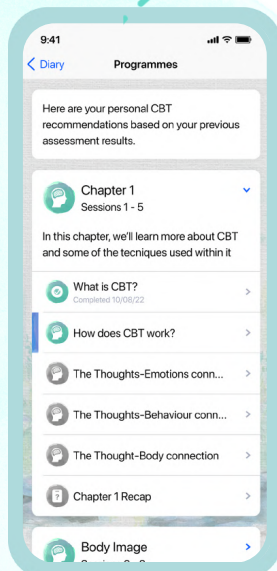 9:41
Diary
Programmes
Here are your personal CBT
recommendations based on your previous
assessment results.
Chapter 1
Sessions 1 - 5
In this chapter, we'll learn more about CBT
and some of the tecniques used within it
What is CBT?
Completed 10/08/22
How does CBT work?
The Thoughts-Emotions conn...
The Thoughts-Behaviour conn...
The Thought-Body connection
?
Chapter 1 Recap
Body Image